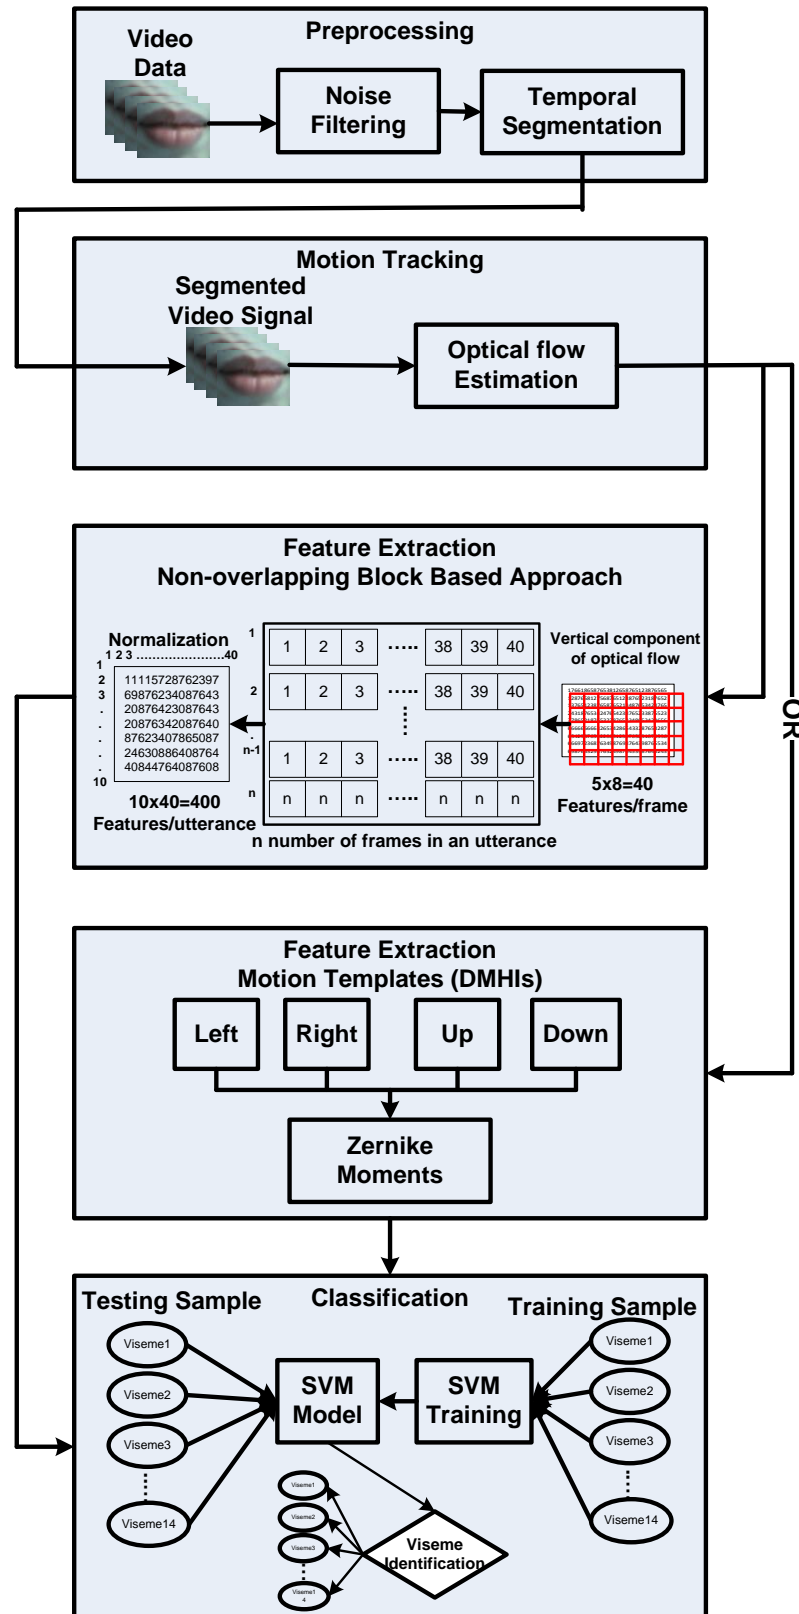 Preprocessing
Video
Data
Noise
Filtering
Temporal
Segmentation
Motion Tracking
Segmented
Video Signal
Optical flow
Estimation
OR
Feature Extraction
Non-overlapping Block Based Approach
Normalization
1 2 3 ........................40
1
2
3
.
.
.
.
10
11115728762397
69876234087643
20876423087643
20876342087640
87623407865087
24630886408764
40844764087608
10x40=400
Features/utterance
1
2
.
n-1
n
1 2 3 ..... 38 39 40
1 2 3 ..... 38 39 40
1 2 3 ..... 38 39 40
n n n ..... n n n
n number of frames in an utterance
Vertical component
of optical flow
5x8=40
Features/frame
Feature Extraction
Motion Templates (DMHIs)
Left
Right
Up
Down
Zernike
Moments
Classification
Testing Sample
Viseme1
Viseme2
Viseme3
Viseme14
SVM
Model
SVM
Training
Training Sample
Viseme1
Viseme2
Viseme3
Viseme14
Viseme1
Viseme2
Viseme3
Viseme1
4
Viseme
Identification